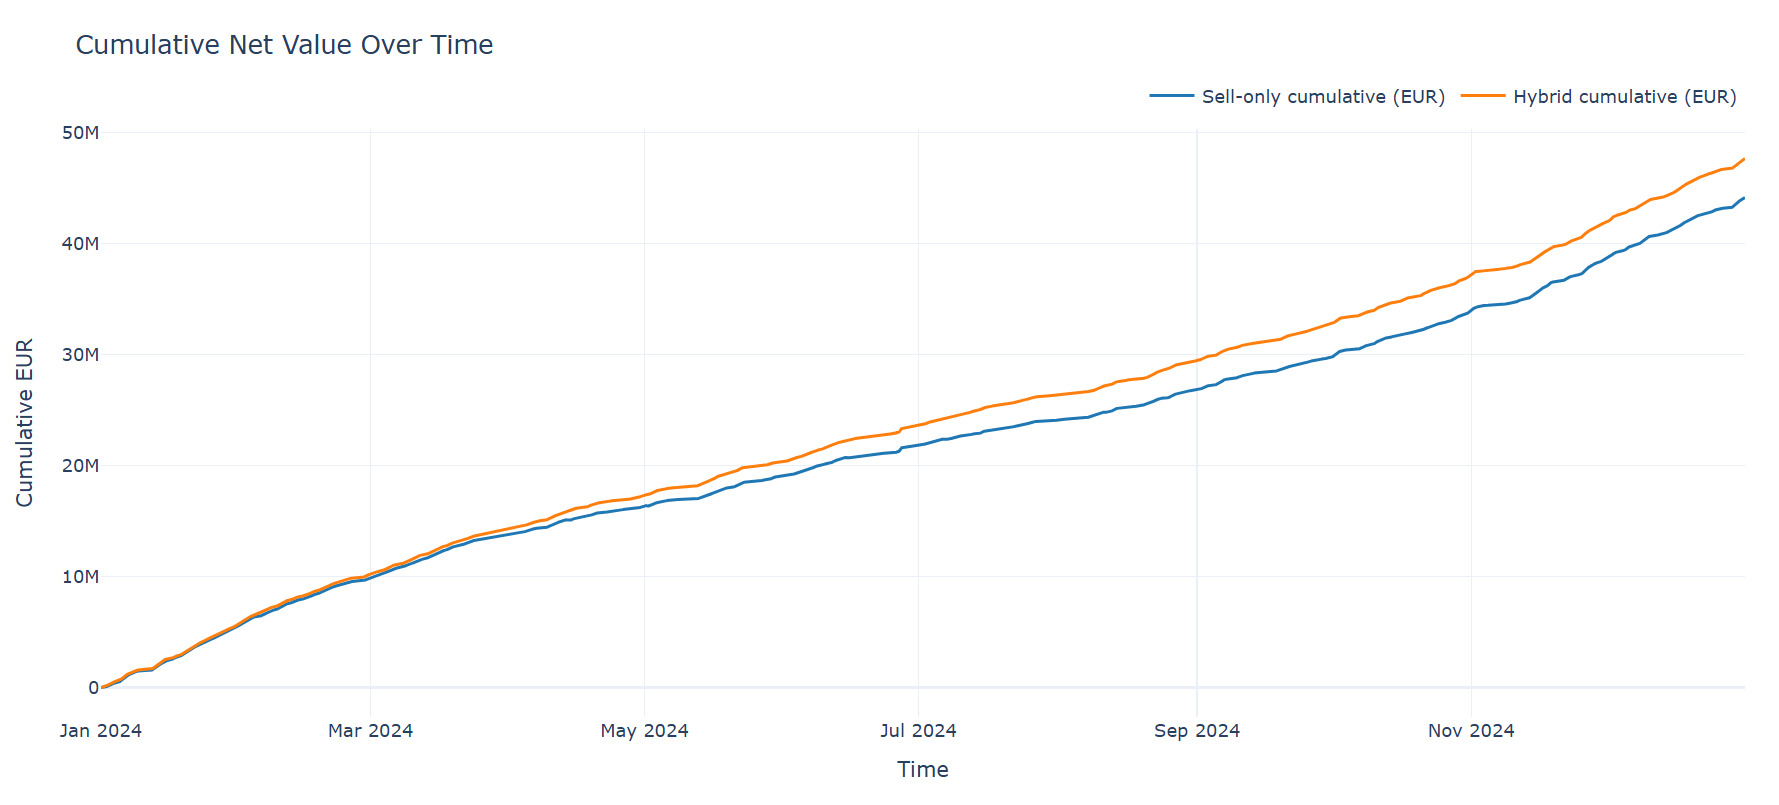 Cumulative Net Value Over Time
Sell-only cumulative (EUR)
Hybrid cumulative (EUR)
50M
40M
30M
20M
10M
0
Cumulative EUR
Jan 2024
Mar 2024
May 2024
Jul 2024
Sep 2024
Nov 2024
Time